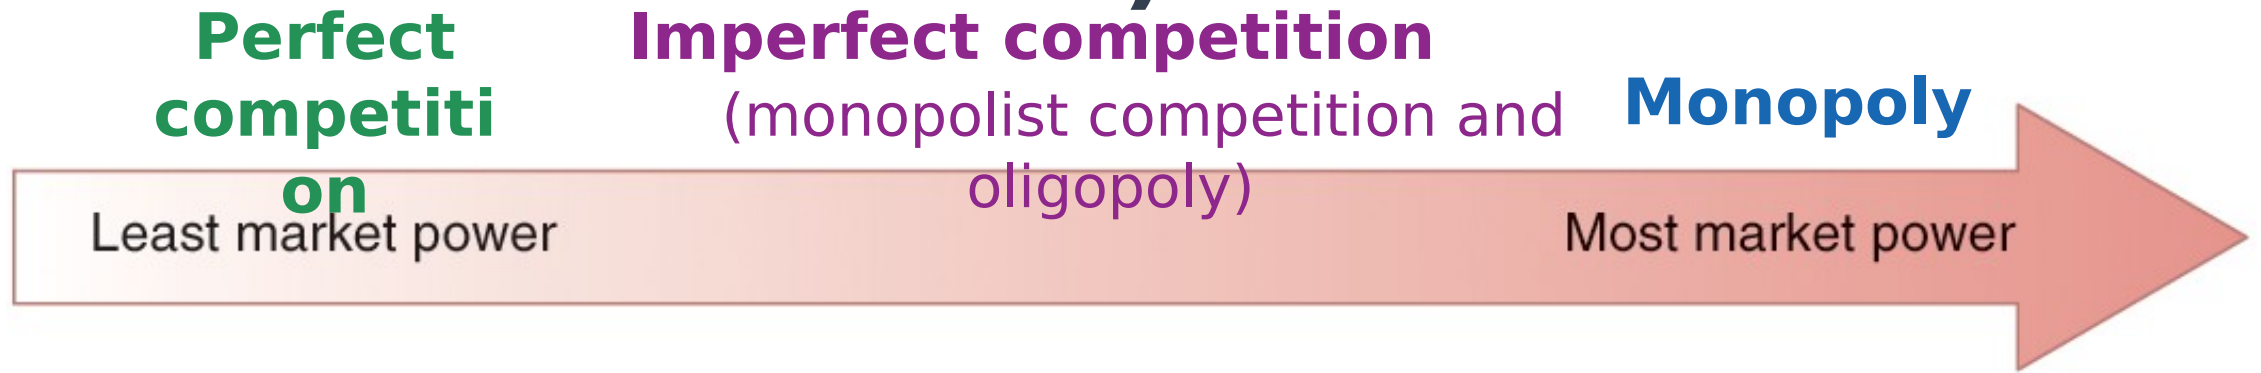 Perfect
competiti
on
Imperfect competition
(monopolist competition and
oligopoly)
Monopoly
Least market power
Most market power